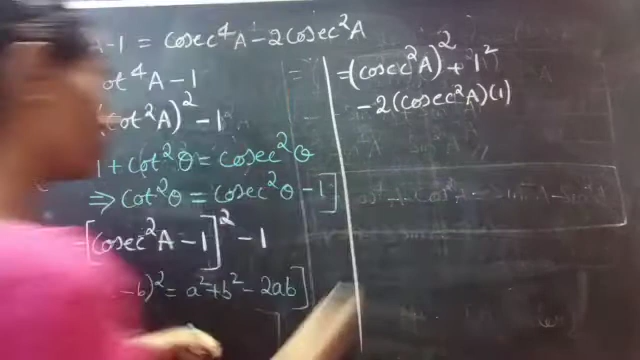 A-1 = cosec⁴A - 2cosec²A
cot⁴A - 1
(cot²A)² - 1
1 + cot²θ = cosec²θ
⇒ cot²θ = cosec²θ - 1]
[cosec²A - 1]² - 1
-b)² = a² + b² - 2ab]
= (cosec²A)² + 1²
- 2(cosec²A)(1)